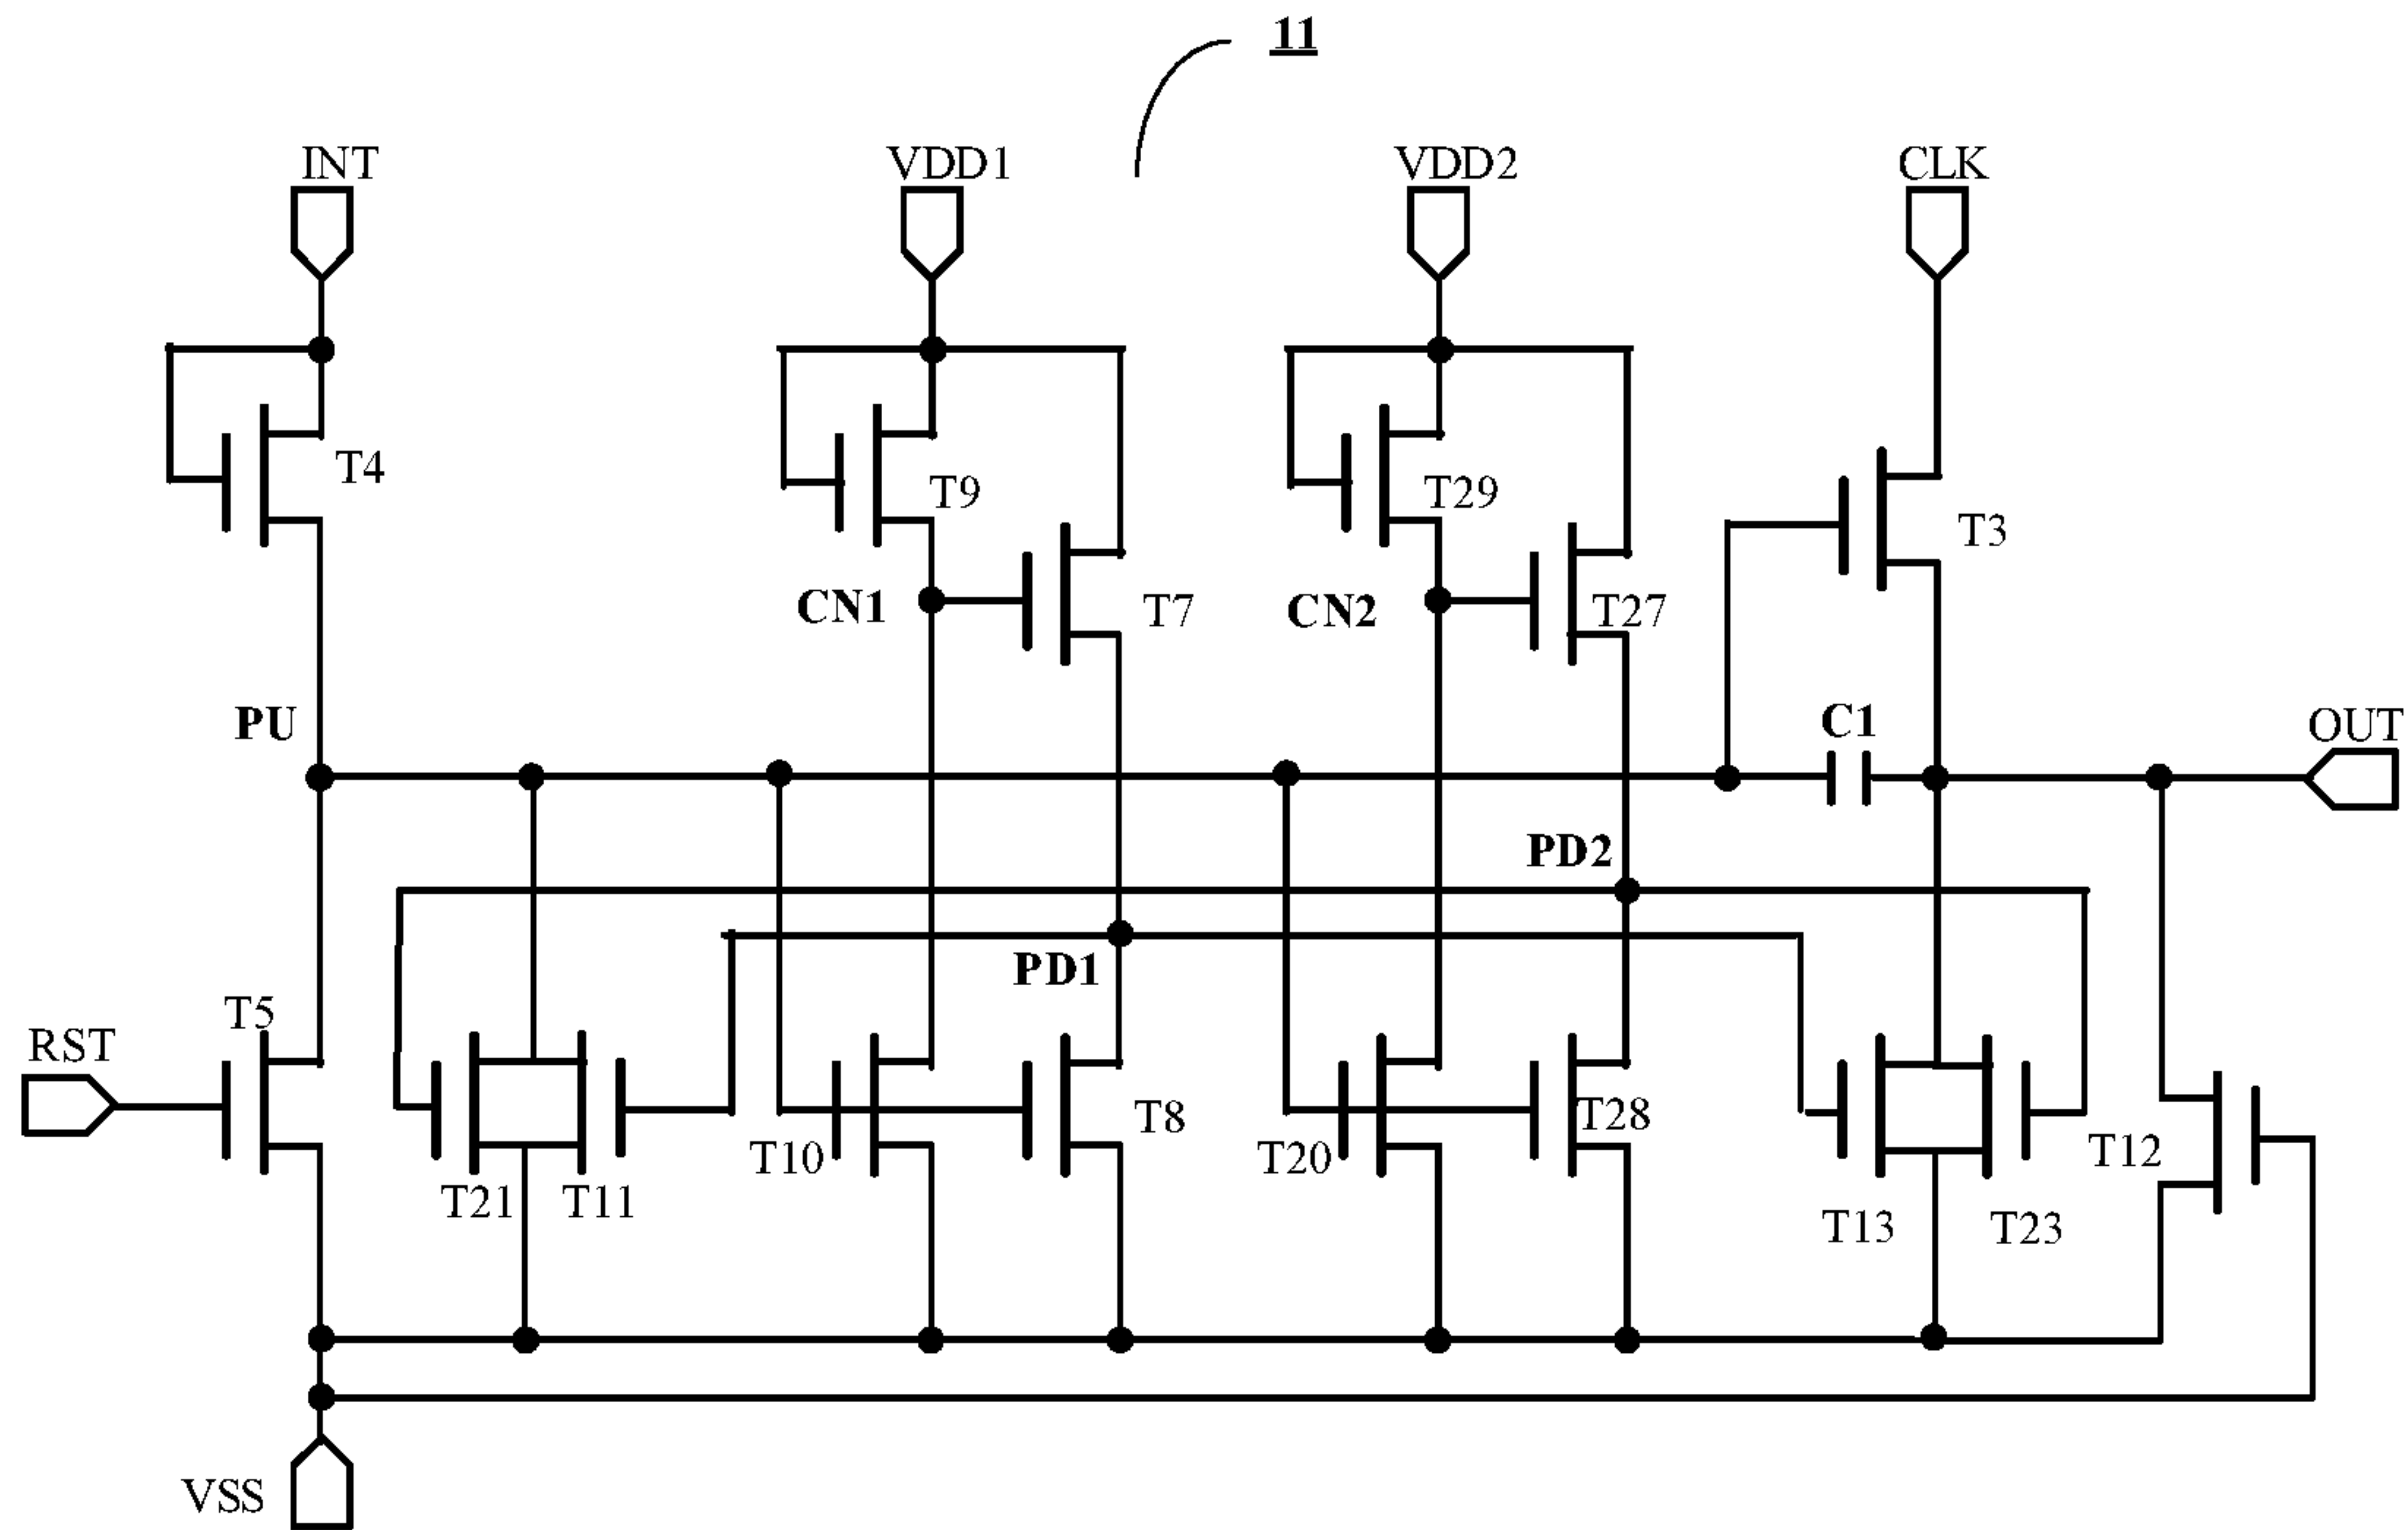 11
INT
VDD1
VDD2
CLK
T4
T9
T29
T3
CN1
T7
CN2
T27
PU
C1
OUT
PD2
PD1
T5
RST
T10
T8
T20
T28
T12
T21
T11
T13
T23
VSS